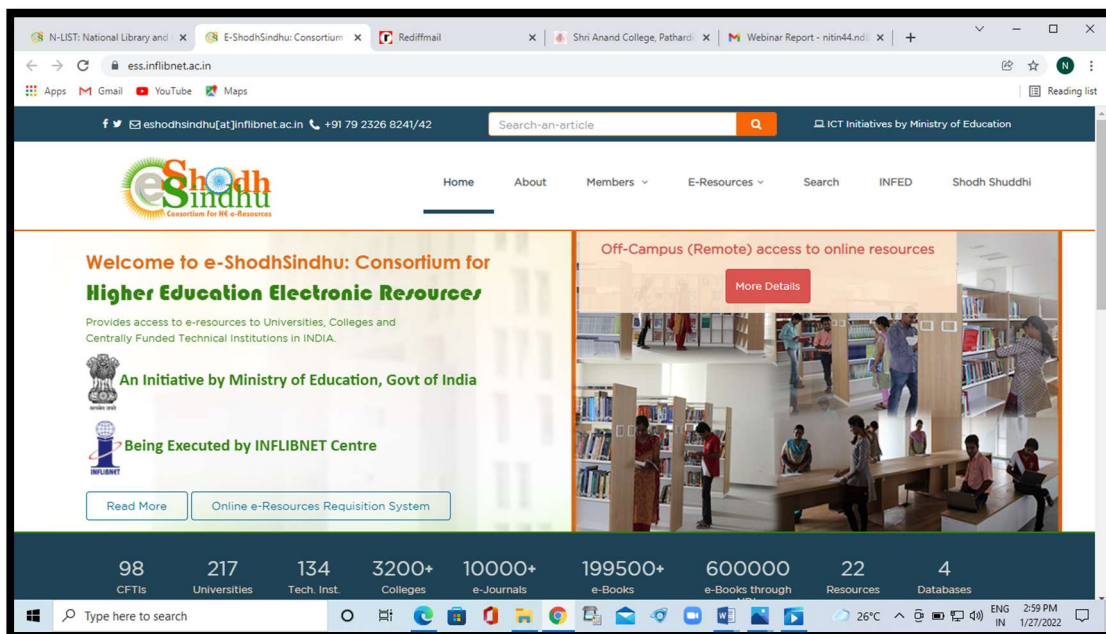 N-LIST: National Library and
E-ShodhSindhu: Consortium
Rediffmail
Shri Anand College, Pathardi
Webinar Report - nitin44.nd
ess.inflibnet.ac.in
N
Apps
Gmail
YouTube
Maps
Reading list
eshodhsindhu[at]inflibnet.ac.in
+91 79 2326 8241/42
Search-an-article
ICT Initiatives by Ministry of Education
eShodh
Sindhu
Consortium for HE e-Resources
Home
About
Members
E-Resources
Search
INFED
Shodh Shuddhi
Welcome to e-ShodhSindhu: Consortium for
Higher Education Electronic Resources
Provides access to e-resources to Universities, Colleges and
Centrally Funded Technical Institutions in INDIA.
An Initiative by Ministry of Education, Govt of India
Being Executed by INFLIBNET Centre
INFLIBNET
Read More
Online e-Resources Requisition System
Off-Campus (Remote) access to online resources
More Details
98
CFTIs
217
Universities
134
Tech. Inst.
3200+
Colleges
10000+
e-Journals
199500+
e-Books
600000
e-Books through
22
Resources
4
Databases
Type here to search
26°C
ENG
IN
2:59 PM
1/27/2022